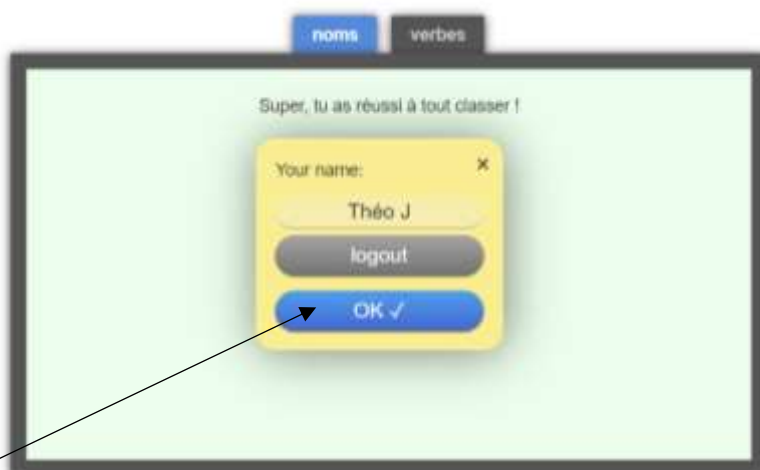 noms verbes
Super, tu as réussi à tout classer !
Your name: ×
Théo J
logout
OK ✓